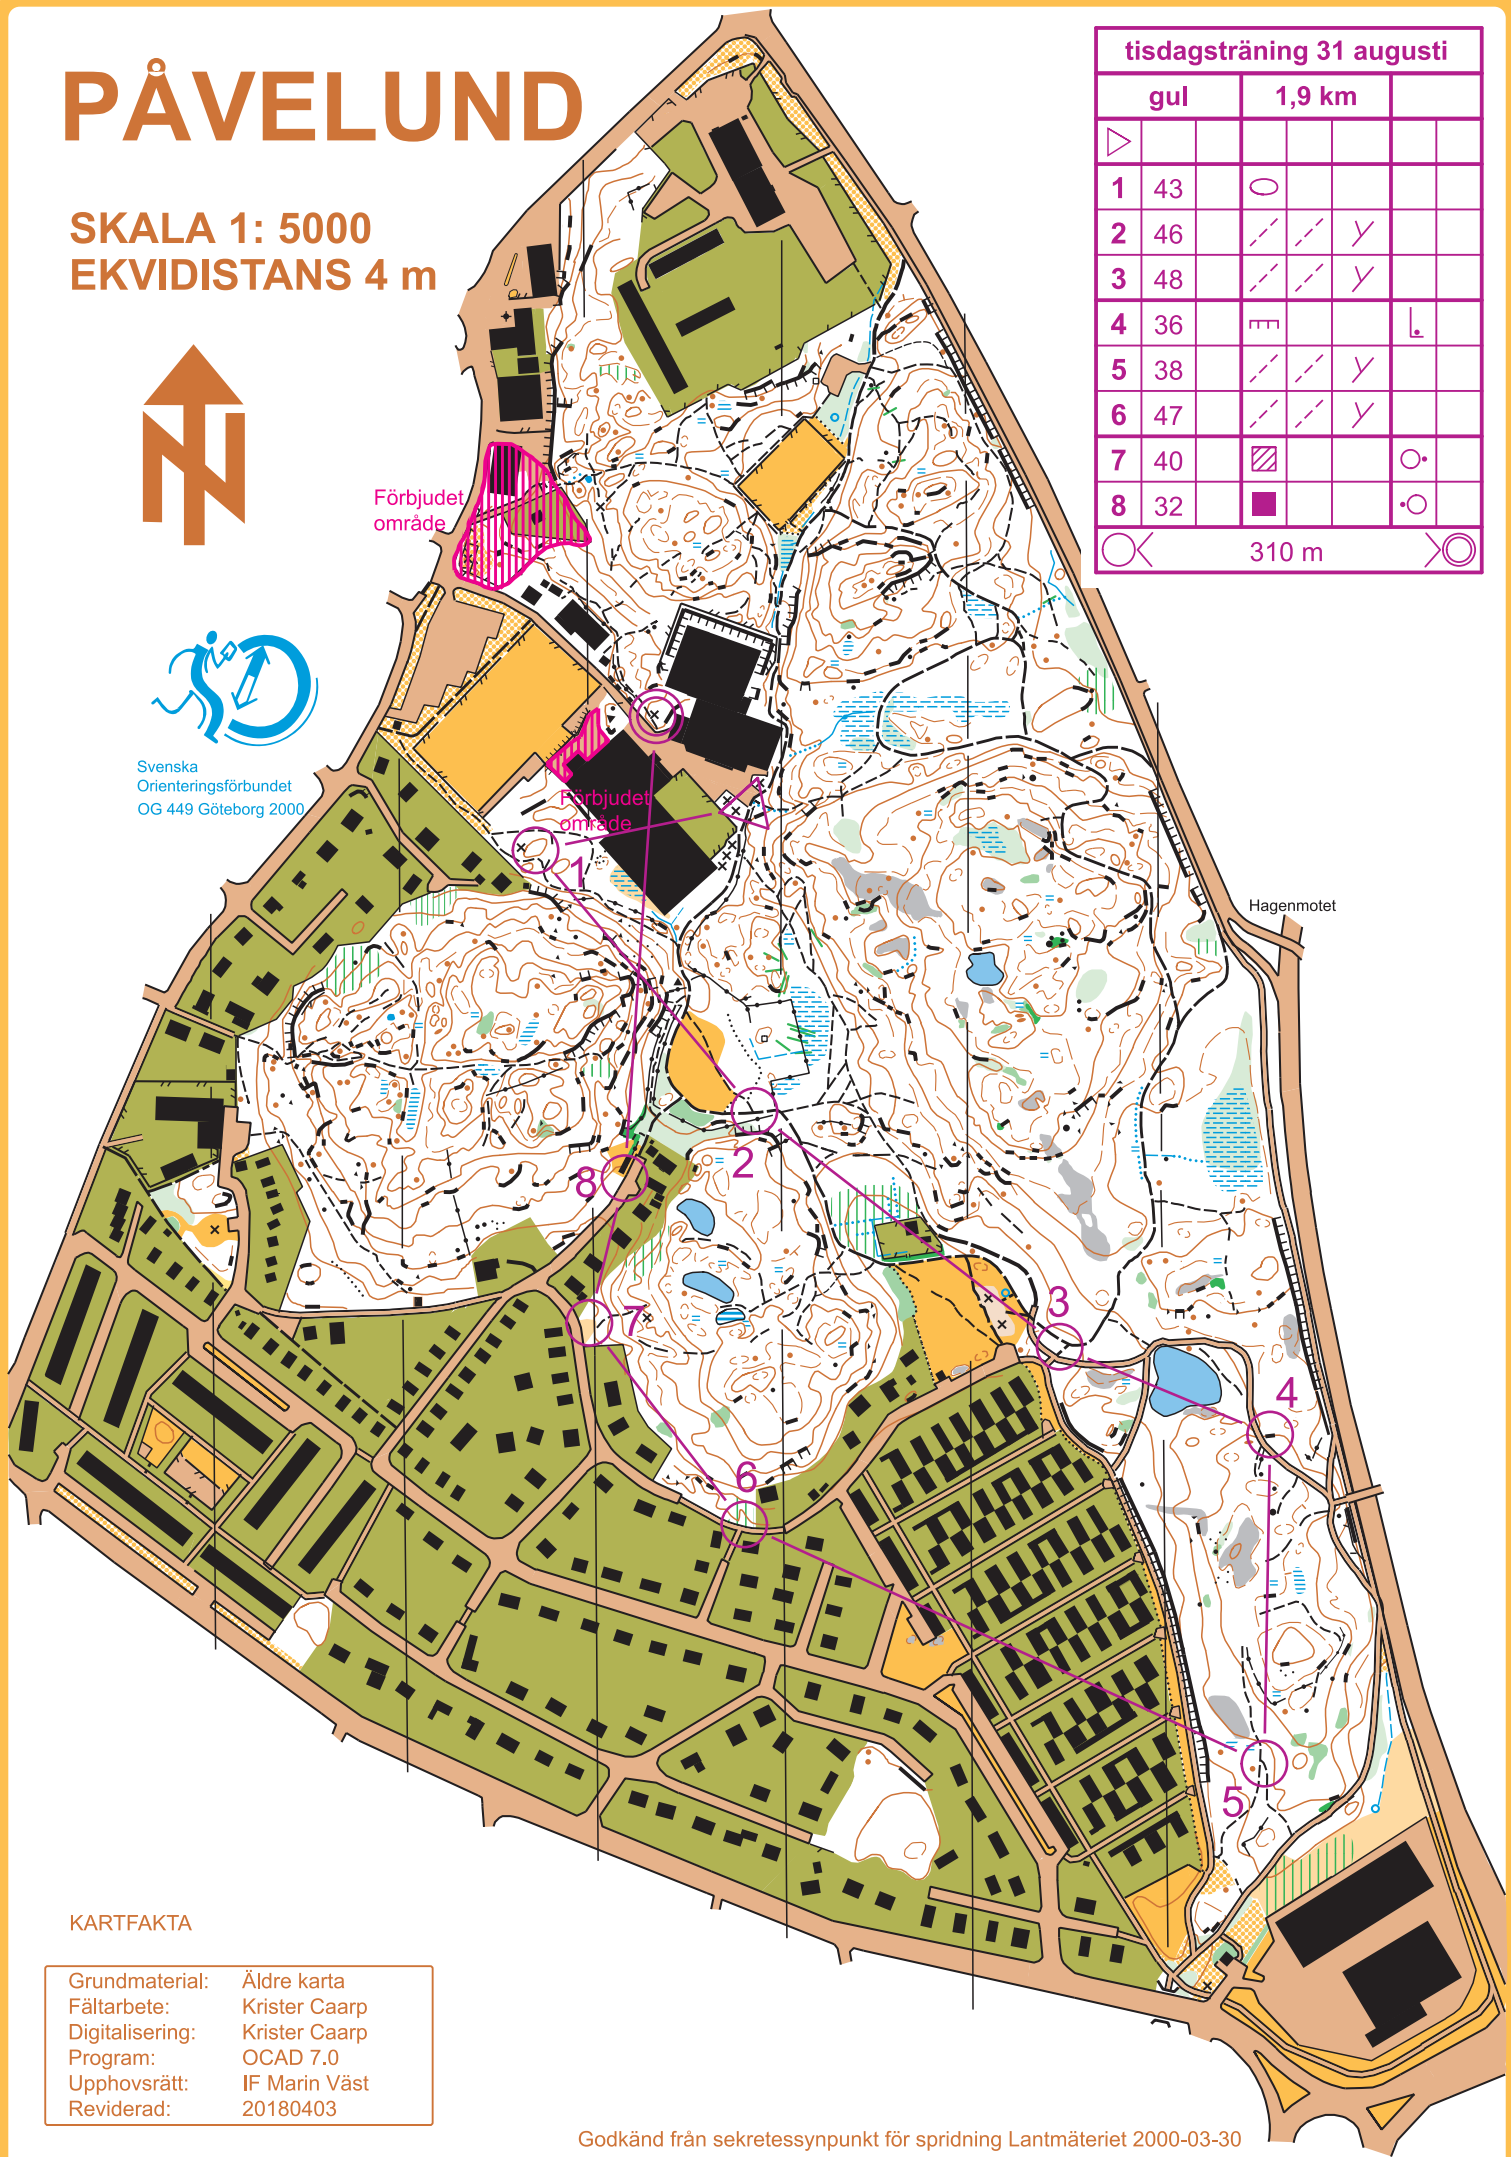 PÅVELUND
SKALA 1: 5000
EKVIDISTANS 4 m
tisdagsträning 31 augusti
gul 1,9 km
1 43
2 46
3 48
4 36
5 38
6 47
7 40
8 32
310 m
Förbjudet
område
Svenska
Orienteringsförbundet
OG 449 Göteborg 2000
Förbjudet
område
1
Hagenmotet
2
8
3
7
4
6
5
KARTFAKTA
Grundmaterial: Äldre karta
Fältarbete: Krister Caarp
Digitalisering: Krister Caarp
Program: OCAD 7.0
Upphovsrätt: IF Marin Väst
Reviderad: 20180403
Godkänd från sekretessynpunkt för spridning Lantmäteriet 2000-03-30